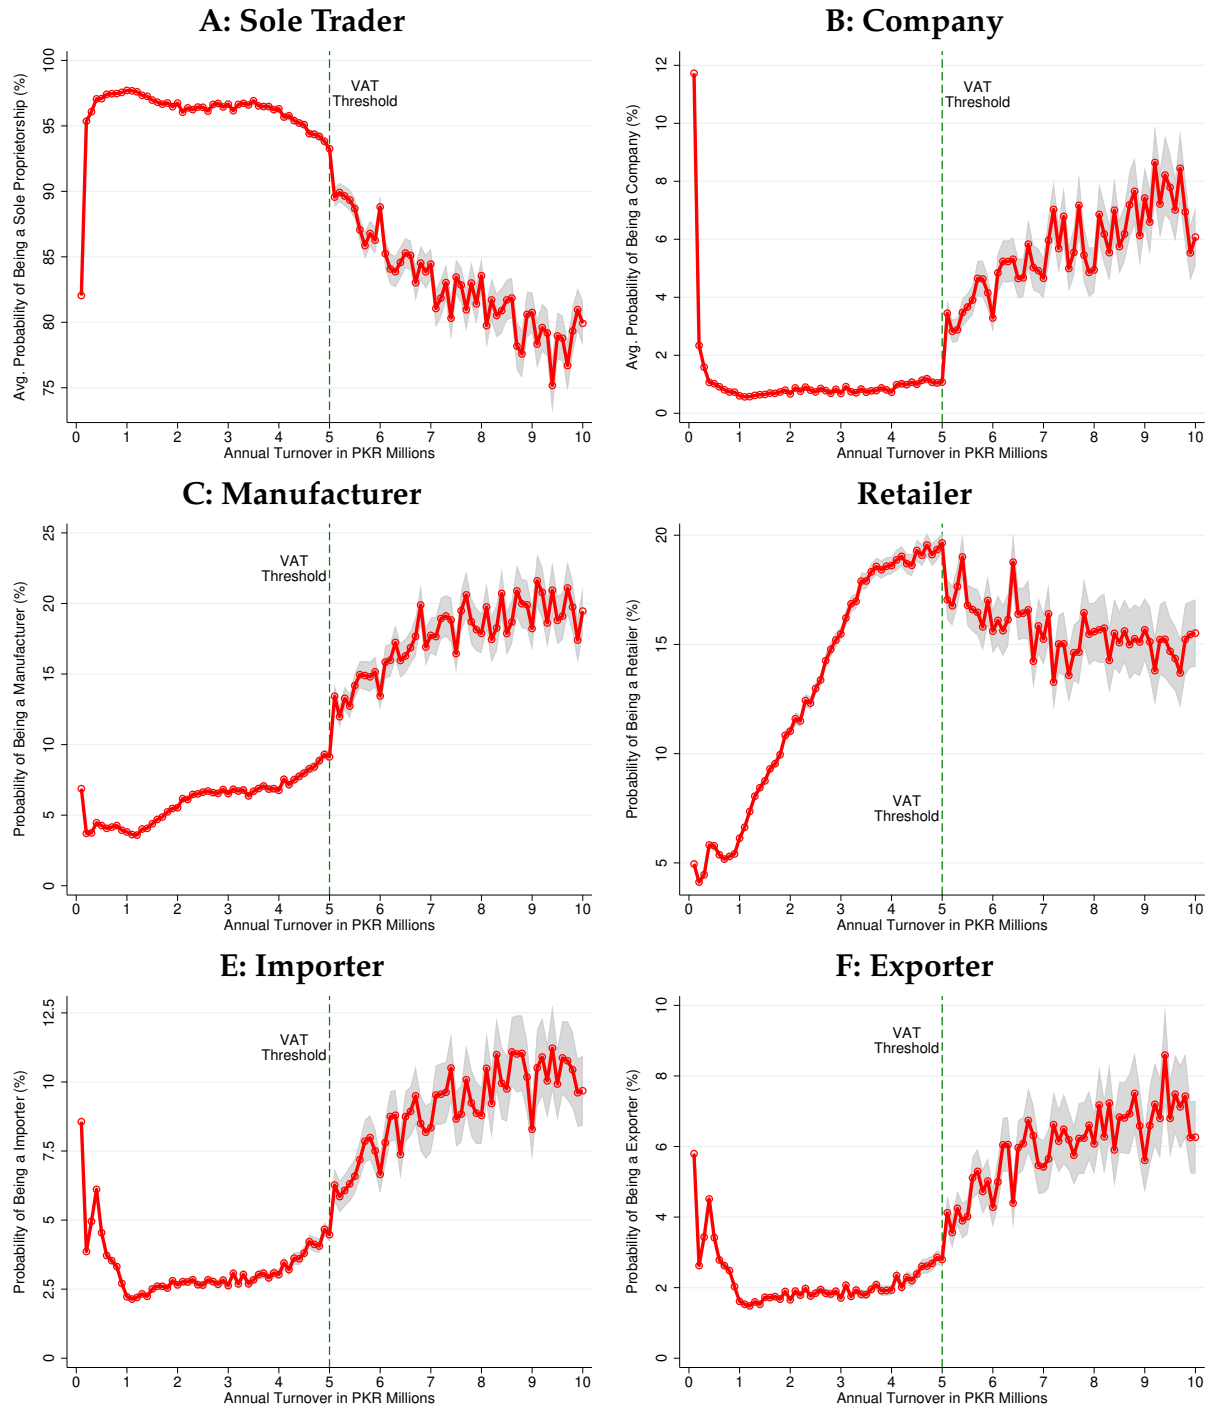 A: Sole Trader
Avg. Probability of Being a Sole Proprietorship (%)
100
95
90
85
80
75
VAT
Threshold
0 1 2 3 4 5 6 7 8 9 10
Annual Turnover in PKR Millions
B: Company
Avg. Probability of Being a Company (%)
12
10
8
6
4
2
0
VAT
Threshold
0 1 2 3 4 5 6 7 8 9 10
Annual Turnover in PKR Millions
C: Manufacturer
Probability of Being a Manufacturer (%)
25
20
15
10
5
0
VAT
Threshold
0 1 2 3 4 5 6 7 8 9 10
Annual Turnover in PKR Millions
Retailer
Probability of Being a Retailer (%)
20
15
10
5
VAT
Threshold
0 1 2 3 4 5 6 7 8 9 10
Annual Turnover in PKR Millions
E: Importer
Probability of Being a Importer (%)
12.5
10
7.5
5
2.5
0
VAT
Threshold
0 1 2 3 4 5 6 7 8 9 10
Annual Turnover in PKR Millions
F: Exporter
Probability of Being a Exporter (%)
10
8
6
4
2
0
VAT
Threshold
0 1 2 3 4 5 6 7 8 9 10
Annual Turnover in PKR Millions